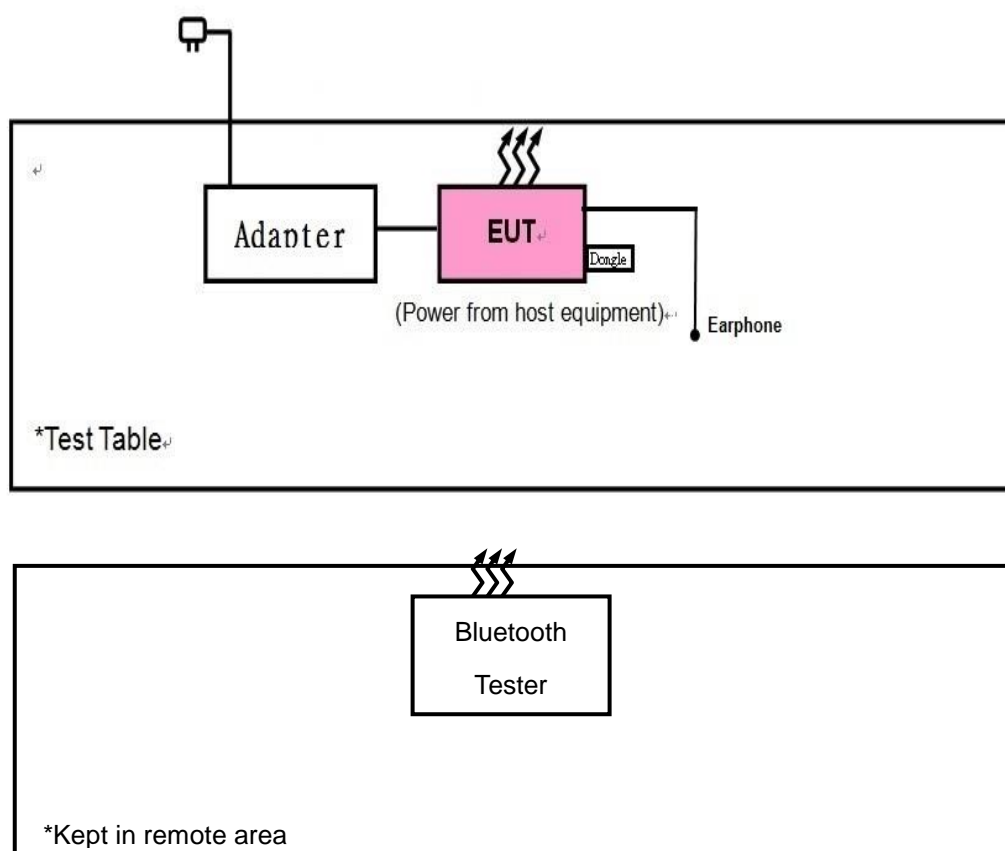 Adapter
EUT
Dongle
(Power from host equipment)
Earphone
*Test Table
Bluetooth
Tester
*Kept in remote area